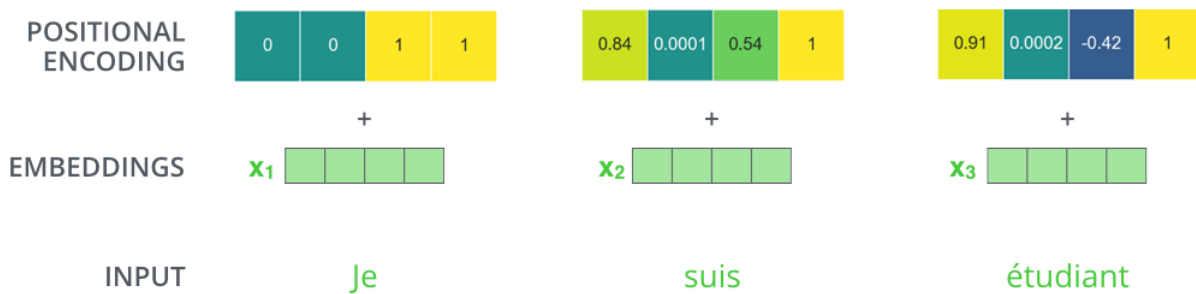 POSITIONAL
ENCODING
0 0 1 1
0.84 0.0001 0.54 1
0.91 0.0002 -0.42 1
+ + +
EMBEDDINGS
x1
x2
x3
INPUT
Je
suis
étudiant